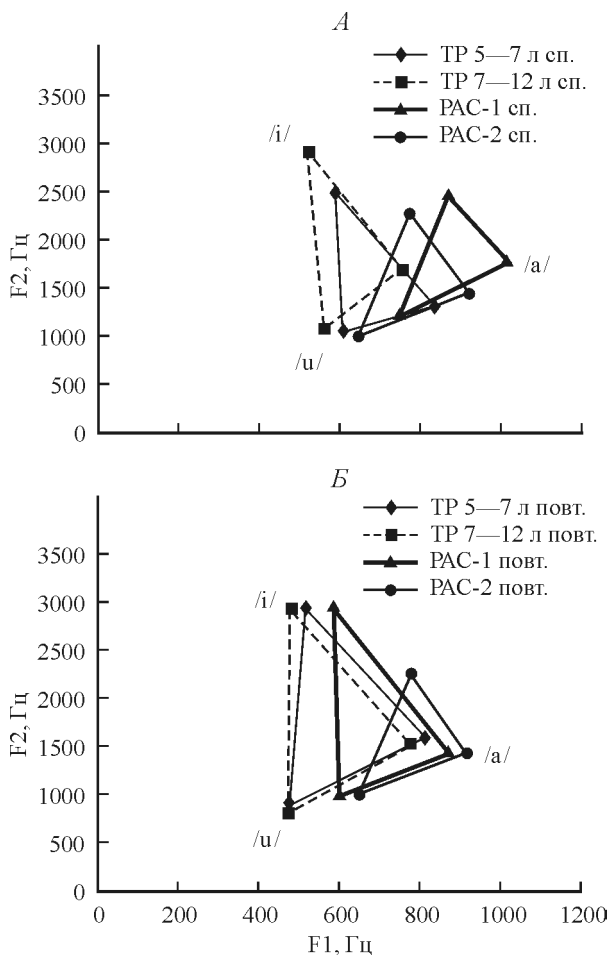 А
ТР 5—7 л сп.
ТР 7—12 л сп.
РАС-1 сп.
РАС-2 сп.
3500
3000
2500
2000
1500
1000
500
0
F2, Гц
/i/
/a/
/u/
Б
ТР 5—7 л повт.
ТР 7—12 л повт.
РАС-1 повт.
РАС-2 повт.
3500
3000
2500
2000
1500
1000
500
0
F2, Гц
/i/
/a/
/u/
0 200 400 600 800 1000 1200
F1, Гц